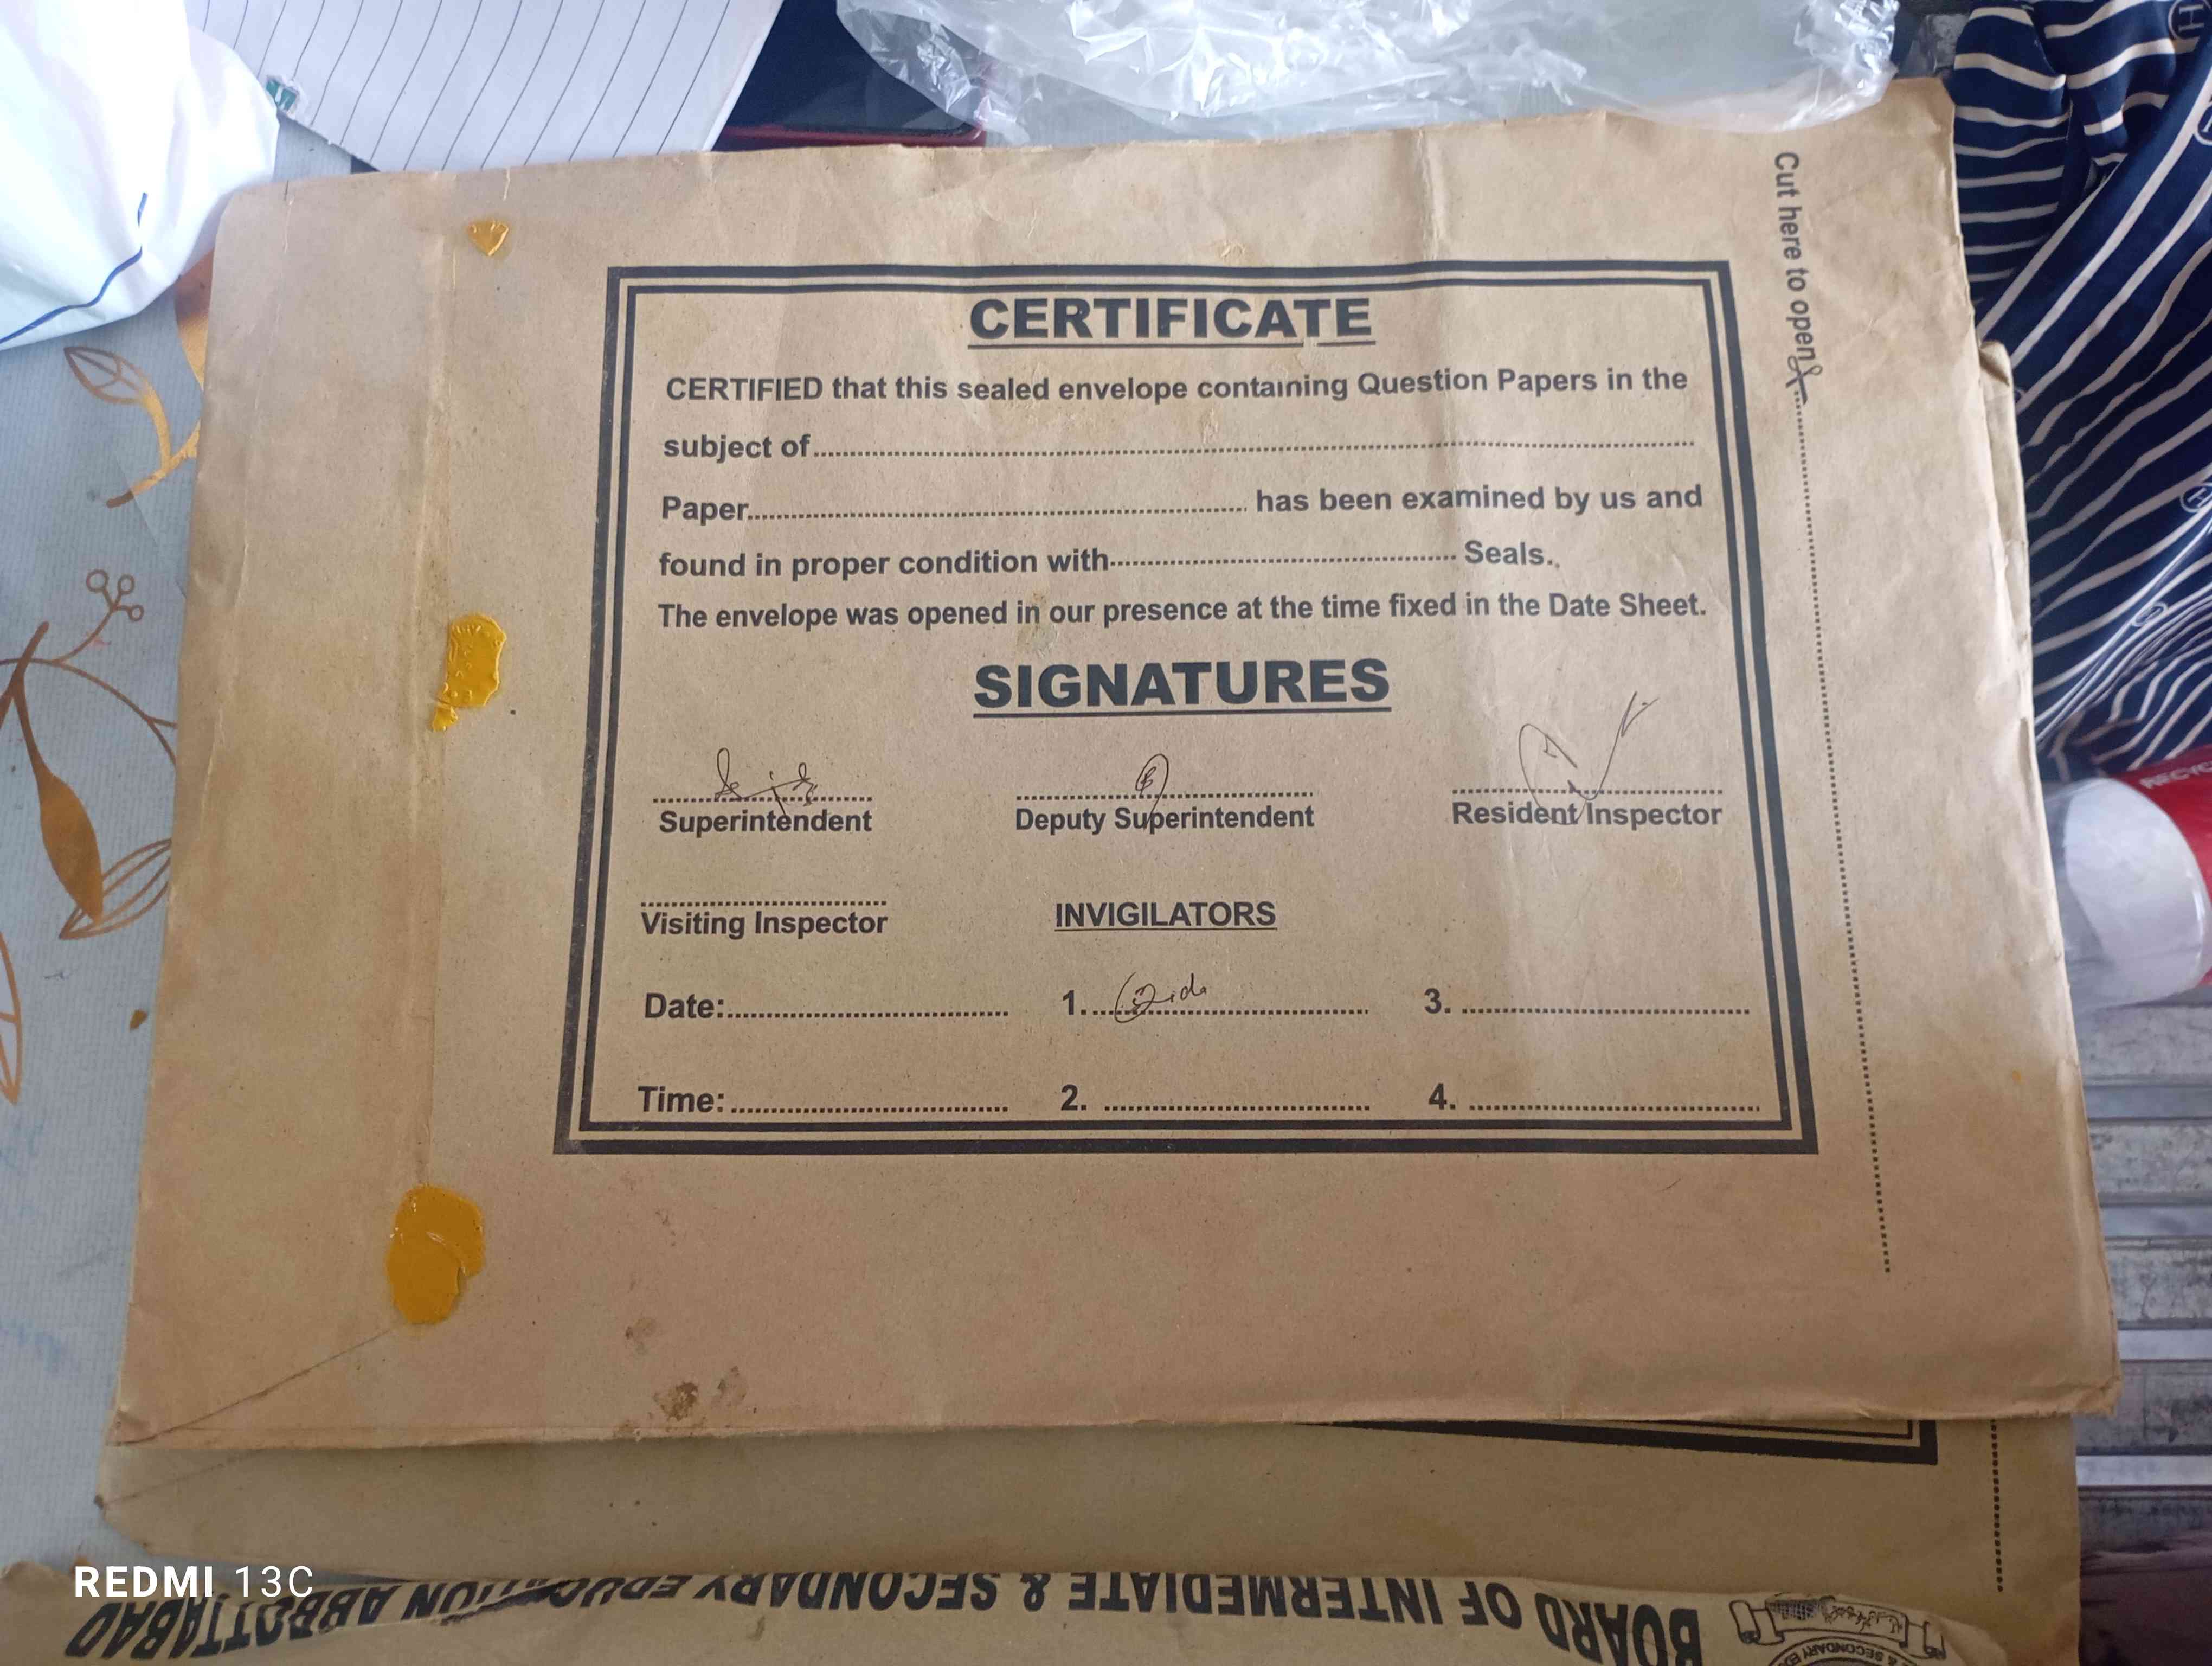 Cut here to open
CERTIFICATE
CERTIFIED that this sealed envelope containing Question Papers in the
subject of
Paper has been examined by us and
found in proper condition with Seals.
The envelope was opened in our presence at the time fixed in the Date Sheet.
SIGNATURES
Superintendent Deputy Superintendent Resident Inspector
Visiting Inspector INVIGILATORS
Date: 1. 3.
Time: 2. 4.
BOARD OF INTERMEDIATE & SECONDARY EDUCATION ABBOTTABAD
& SECONDARY
REDMI 13C